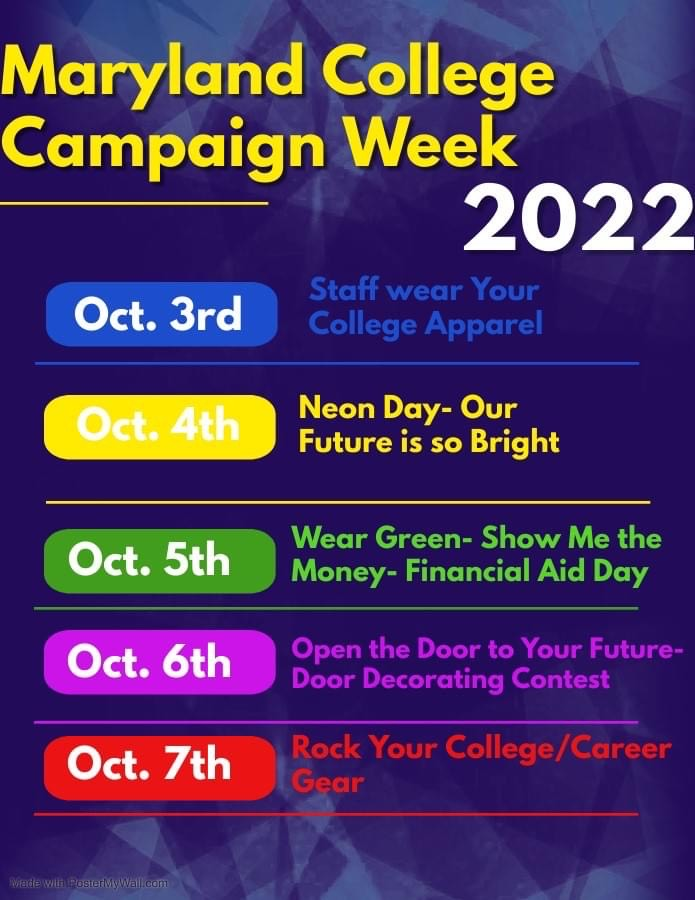 Maryland College
Campaign Week
2022
Oct. 3rd
Staff wear Your
College Apparel
Oct. 4th
Neon Day- Our
Future is so Bright
Oct. 5th
Wear Green- Show Me the
Money- Financial Aid Day
Oct. 6th
Open the Door to Your Future-
Door Decorating Contest
Oct. 7th
Rock Your College/Career
Gear
Made with PosterMyWall.com